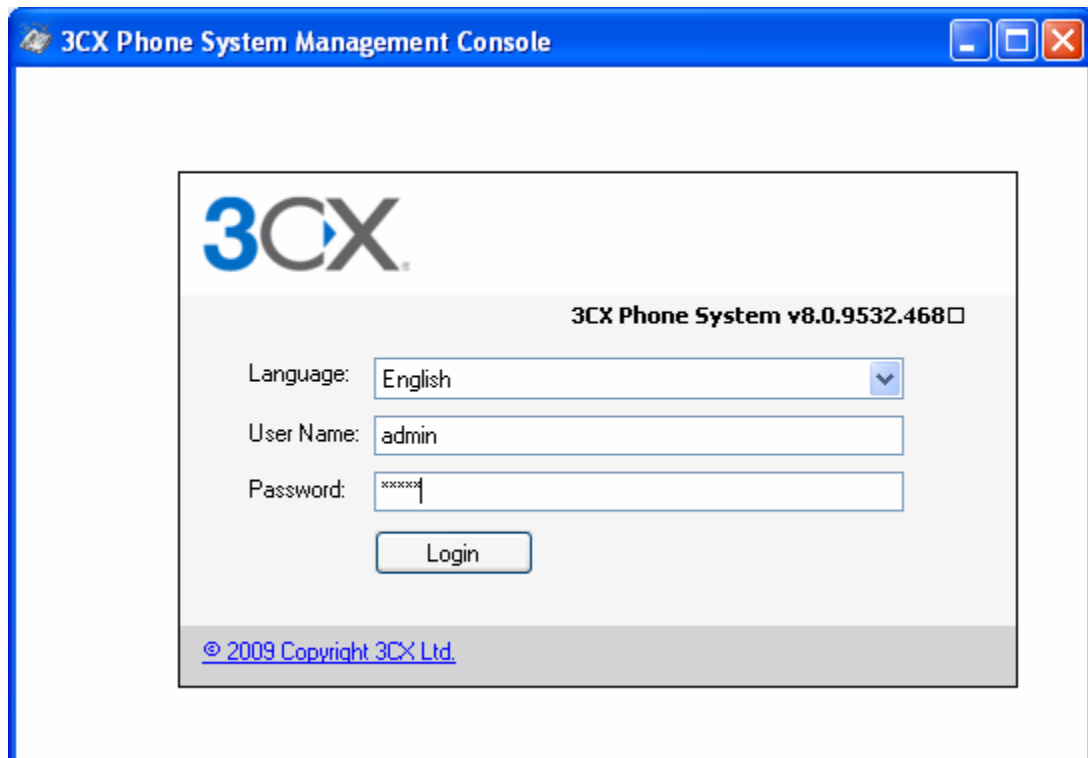 3CX Phone System Management Console
3CX
3CX Phone System v8.0.9532.468□
Language: English
User Name: admin
Password: *****
Login
© 2009 Copyright 3CX Ltd.